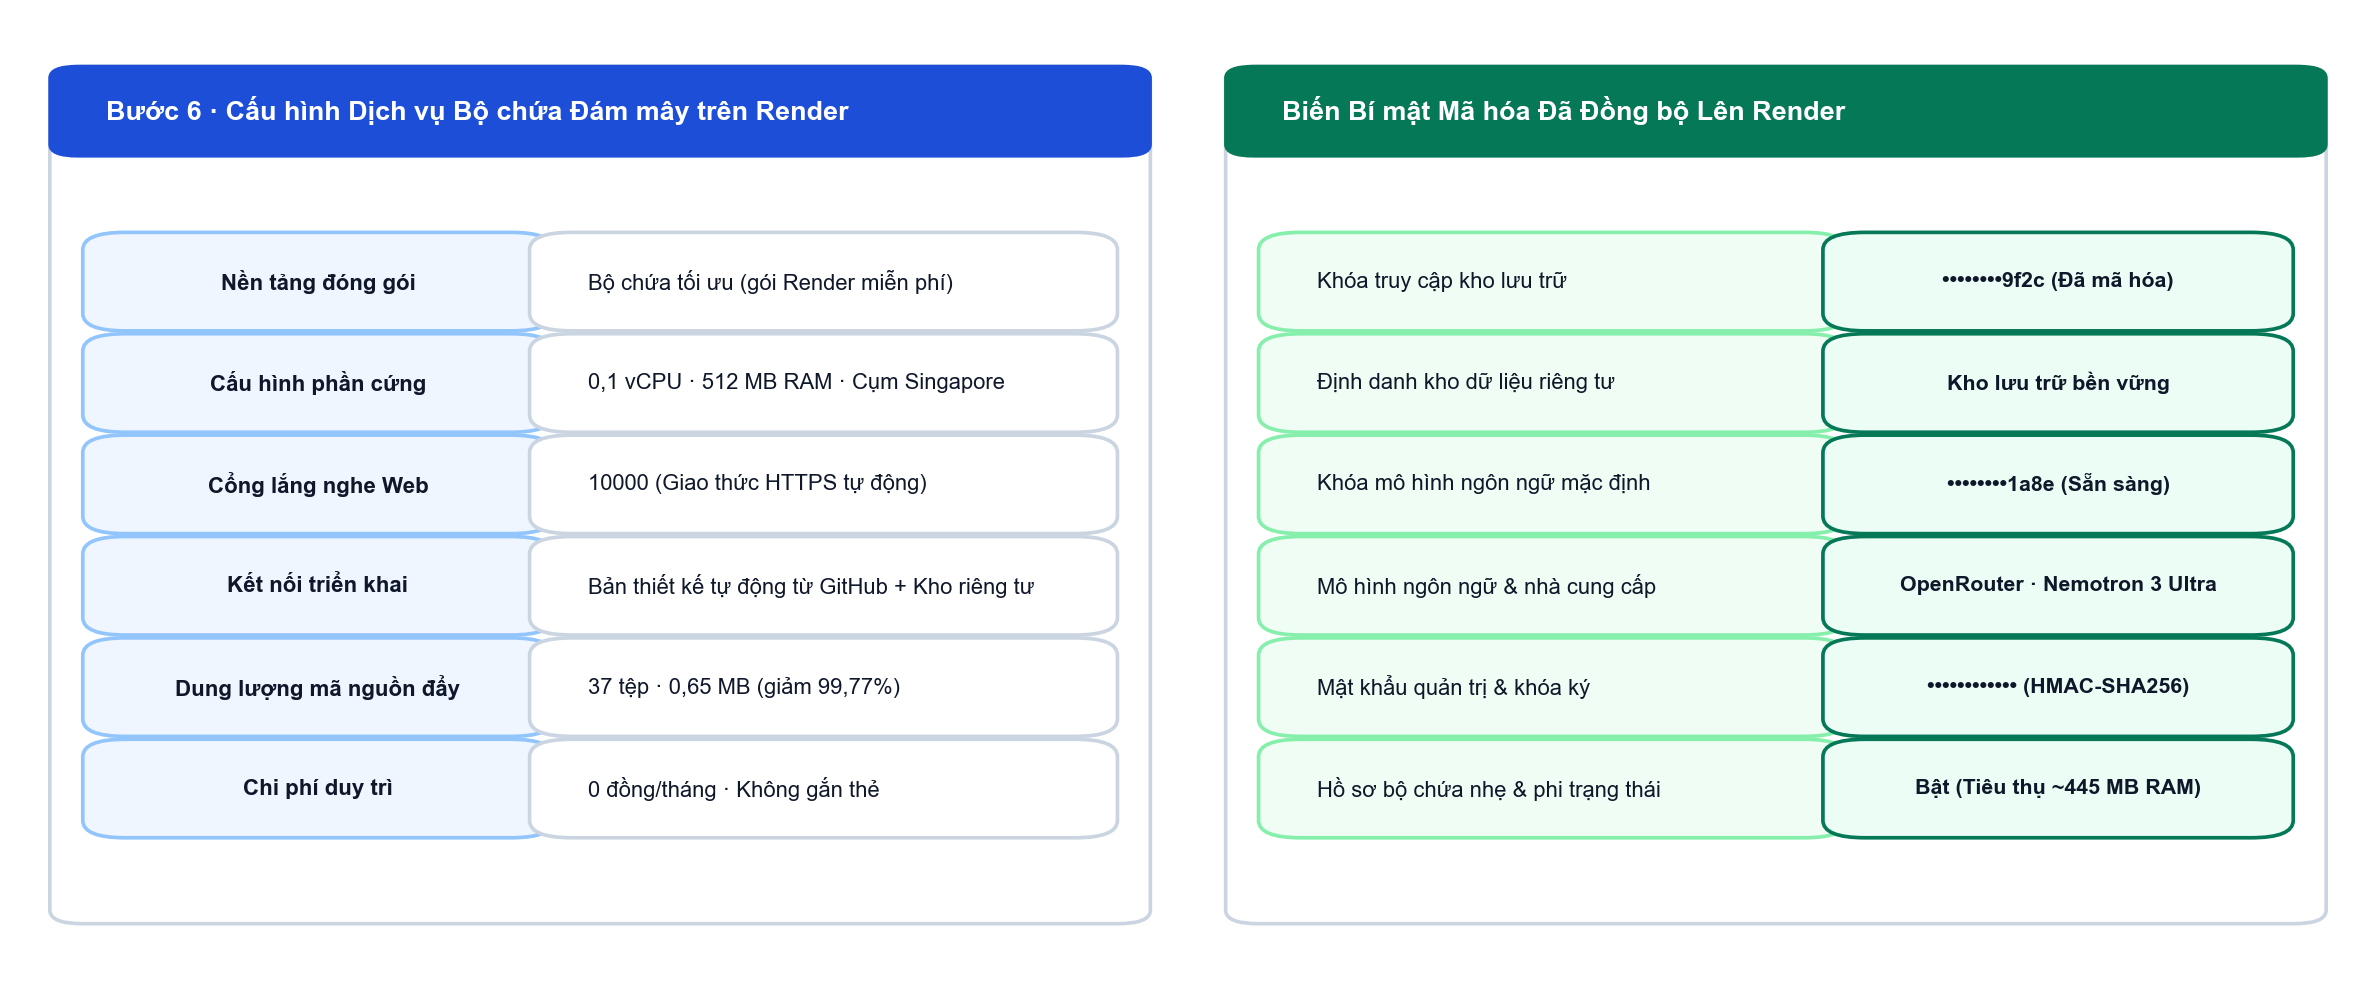 Bước 6 · Cấu hình Dịch vụ Bộ chứa Đám mây trên Render
Nền tảng đóng gói
Bộ chứa tối ưu (gói Render miễn phí)
Cấu hình phần cứng
0,1 vCPU · 512 MB RAM · Cụm Singapore
Cổng lắng nghe Web
10000 (Giao thức HTTPS tự động)
Kết nối triển khai
Bản thiết kế tự động từ GitHub + Kho riêng tư
Dung lượng mã nguồn đẩy
37 tệp · 0,65 MB (giảm 99,77%)
Chi phí duy trì
0 đồng/tháng · Không gắn thẻ
Biến Bí mật Mã hóa Đã Đồng bộ Lên Render
Khóa truy cập kho lưu trữ
••••••••9f2c (Đã mã hóa)
Định danh kho dữ liệu riêng tư
Kho lưu trữ bền vững
Khóa mô hình ngôn ngữ mặc định
••••••••1a8e (Sẵn sàng)
Mô hình ngôn ngữ & nhà cung cấp
OpenRouter · Nemotron 3 Ultra
Mật khẩu quản trị & khóa ký
•••••••••••• (HMAC-SHA256)
Hồ sơ bộ chứa nhẹ & phi trạng thái
Bật (Tiêu thụ ~445 MB RAM)